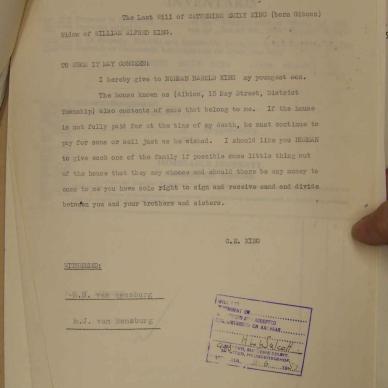 The Last Will of CATHERINE EMILY KING (born Gibson)
Widow of WILLIAM ALFRED KING.
TO WHOM IT MAY CONCERN:
I hereby give to NORMAN HAROLD KING my youngest son.
The house known as (Albion, 15 Day Street, District
Township) also contents of same that belong to me. If the house
is not fully paid for at the time of my death, he must continue to
pay for same or sell just as he wished. I should like you NORMAN
to give each one of the family if possible some little thing out
of the house that they may choose and should there be any money to
come to me you have sole right to sign and receive same and divide
between you and your brothers and sisters.
C.E. KING
WITNESSES:
van Rensburg
J. van Rensburg
ACCEPTED